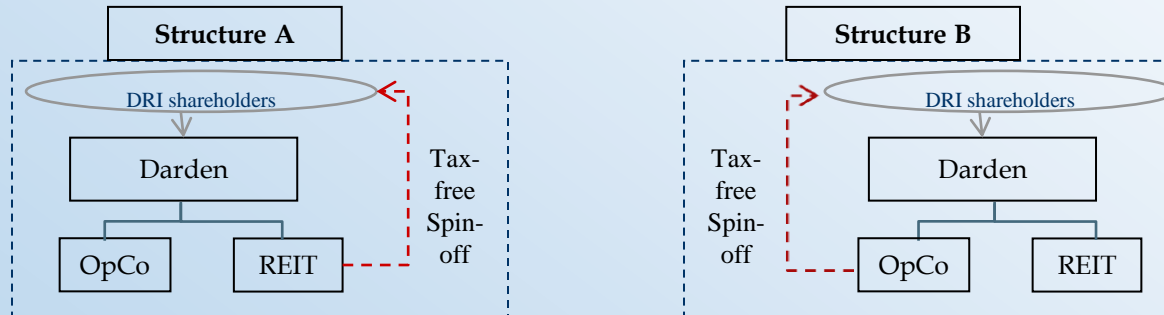 Structure A
DRI shareholders
Darden
OpCo
REIT
Tax-
free
Spin-
off
Structure B
DRI shareholders
Tax-
free
Spin-
off
Darden
OpCo
REIT